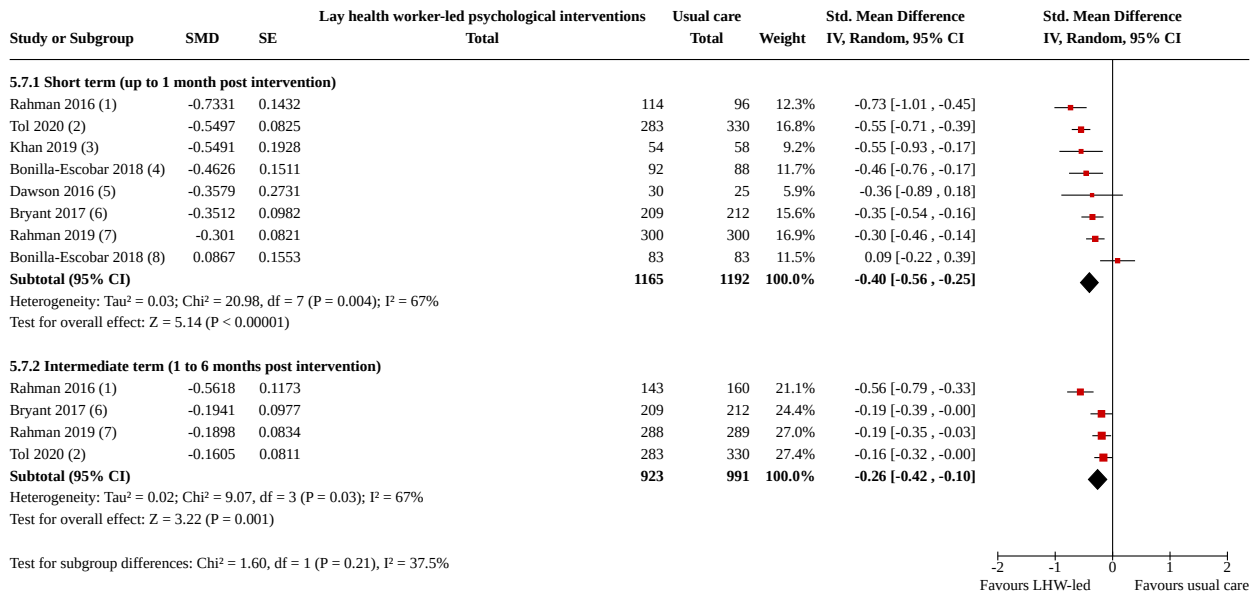 Lay health worker-led psychological interventions Usual care Std. Mean Difference Std. Mean Difference
Study or Subgroup SMD SE Total Total Weight IV, Random, 95% CI IV, Random, 95% CI
5.7.1 Short term (up to 1 month post intervention)
Rahman 2016 (1) -0.7331 0.1432 114 96 12.3% -0.73 [-1.01 , -0.45]
Tol 2020 (2) -0.5497 0.0825 283 330 16.8% -0.55 [-0.71 , -0.39]
Khan 2019 (3) -0.5491 0.1928 54 58 9.2% -0.55 [-0.93 , -0.17]
Bonilla-Escobar 2018 (4) -0.4626 0.1511 92 88 11.7% -0.46 [-0.76 , -0.17]
Dawson 2016 (5) -0.3579 0.2731 30 25 5.9% -0.36 [-0.89 , 0.18]
Bryant 2017 (6) -0.3512 0.0982 209 212 15.6% -0.35 [-0.54 , -0.16]
Rahman 2019 (7) -0.301 0.0821 300 300 16.9% -0.30 [-0.46 , -0.14]
Bonilla-Escobar 2018 (8) 0.0867 0.1553 83 83 11.5% 0.09 [-0.22 , 0.39]
Subtotal (95% CI) 1165 1192 100.0% -0.40 [-0.56 , -0.25]
Heterogeneity: Tau² = 0.03; Chi² = 20.98, df = 7 (P = 0.004); I² = 67%
Test for overall effect: Z = 5.14 (P < 0.00001)
5.7.2 Intermediate term (1 to 6 months post intervention)
Rahman 2016 (1) -0.5618 0.1173 143 160 21.1% -0.56 [-0.79 , -0.33]
Bryant 2017 (6) -0.1941 0.0977 209 212 24.4% -0.19 [-0.39 , -0.00]
Rahman 2019 (7) -0.1898 0.0834 288 289 27.0% -0.19 [-0.35 , -0.03]
Tol 2020 (2) -0.1605 0.0811 283 330 27.4% -0.16 [-0.32 , -0.00]
Subtotal (95% CI) 923 991 100.0% -0.26 [-0.42 , -0.10]
Heterogeneity: Tau² = 0.02; Chi² = 9.07, df = 3 (P = 0.03); I² = 67%
Test for overall effect: Z = 3.22 (P = 0.001)
Test for subgroup differences: Chi² = 1.60, df = 1 (P = 0.21), I² = 37.5%
-2 -1 0 1 2
Favours LHW-led Favours usual care